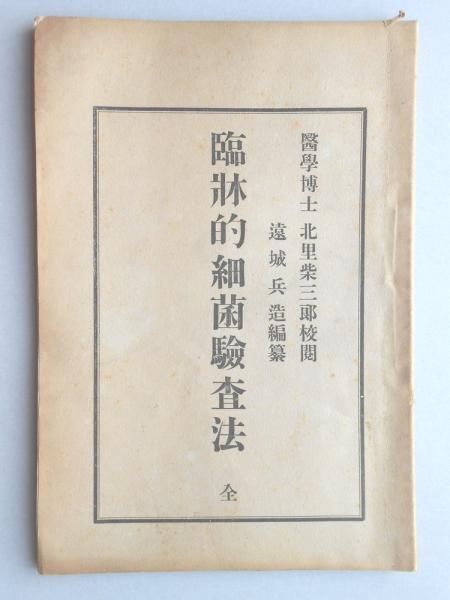 醫學博士 北里柴三郎校閲
遠城兵造編纂
臨牀的細菌驗査法 全